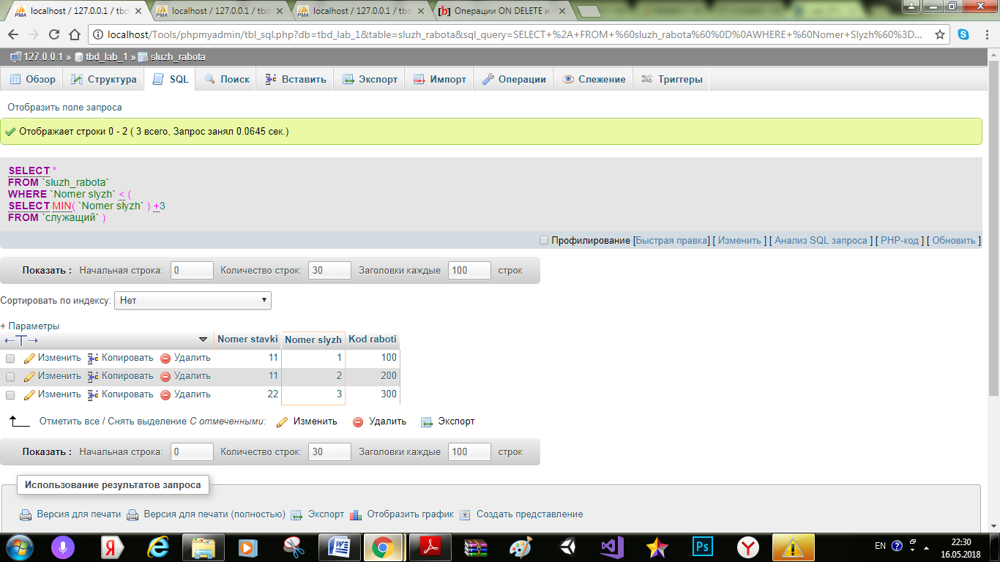 localhost / 127.0.0.1 / tbd
localhost / 127.0.0.1 / tbd
localhost / 127.0.0.1 / tbd
[b] Операции ON DELETE и
localhost/Tools/phpmyadmin/tbl_sql.php?db=tbd_lab_1&table=sluzh_rabota&sql_query=SELECT+%2A+FROM+%60sluzh_rabota%60%0D%0AWHERE+%60Nomer+Slyzh%60%3D...
127.0.0.1 » tbd_lab_1 » sluzh_rabota
Обзор Структура SQL Поиск Вставить Экспорт Импорт Операции Слежение Триггеры
Отобразить поле запроса
Отображает строки 0 - 2 ( 3 всего, Запрос занял 0.0645 сек.)
SELECT *
FROM `sluzh_rabota`
WHERE `Nomer slyzh` < (
SELECT MIN( `Nomer slyzh` ) +3
FROM `служащий` )
Профилирование [Быстрая правка] [ Изменить ] [ Анализ SQL запроса ] [ PHP-код ] [ Обновить ]
Показать : Начальная строка: 0 Количество строк: 30 Заголовки каждые 100 строк
Сортировать по индексу: Нет
+ Параметры
←T→ Nomer stavki Nomer slyzh Kod raboti
Изменить Копировать Удалить 11 1 100
Изменить Копировать Удалить 11 2 200
Изменить Копировать Удалить 22 3 300
Отметить все / Снять выделение С отмеченными: Изменить Удалить Экспорт
Показать : Начальная строка: 0 Количество строк: 30 Заголовки каждые 100 строк
Использование результатов запроса
Версия для печати Версия для печати (полностью) Экспорт Отобразить график Создать представление
EN 22:30
16.05.2018